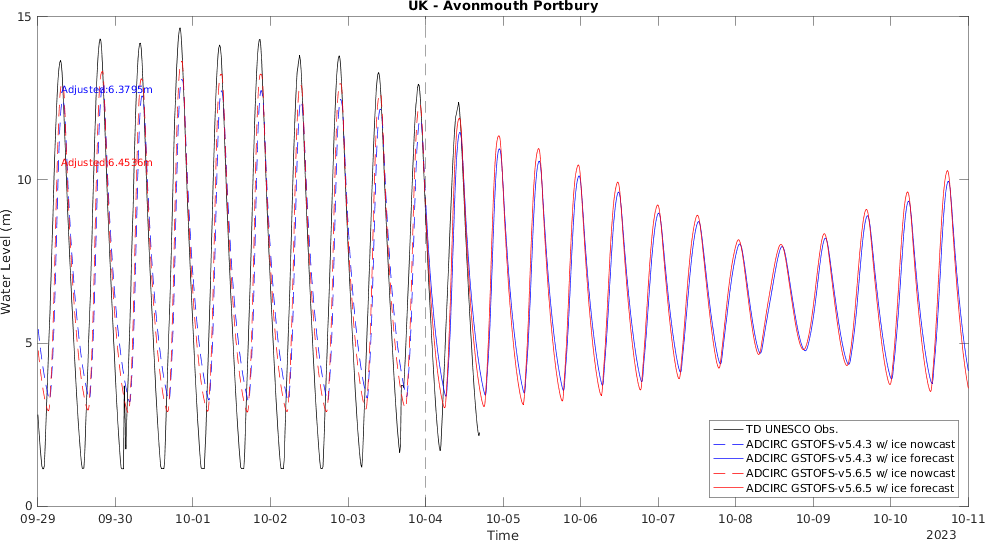 UK - Avonmouth Portbury
15
10
5
0
Water Level (m)
Adjusted:6.3795m
Adjusted:6.4536m
TD UNESCO Obs.
ADCIRC GSTOFS-v5.4.3 w/ ice nowcast
ADCIRC GSTOFS-v5.4.3 w/ ice forecast
ADCIRC GSTOFS-v5.6.5 w/ ice nowcast
ADCIRC GSTOFS-v5.6.5 w/ ice forecast
09-29 09-30 10-01 10-02 10-03 10-04 10-05 10-06 10-07 10-08 10-09 10-10 10-11
Time
2023